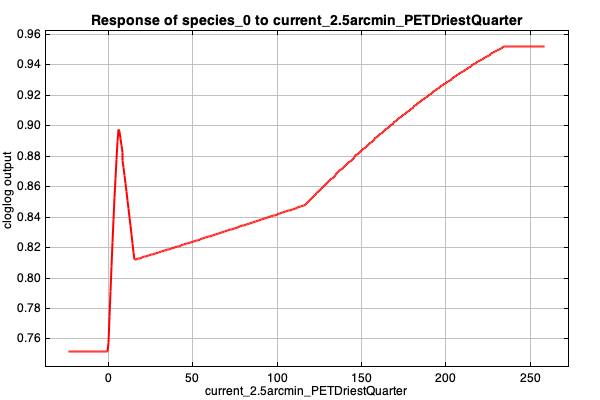 Response of species_0 to current_2.5arcmin_PETDriestQuarter
0.96
0.94
0.92
0.90
0.88
0.86
0.84
0.82
0.80
0.78
0.76
cloglog output
0 50 100 150 200 250
current_2.5arcmin_PETDriestQuarter